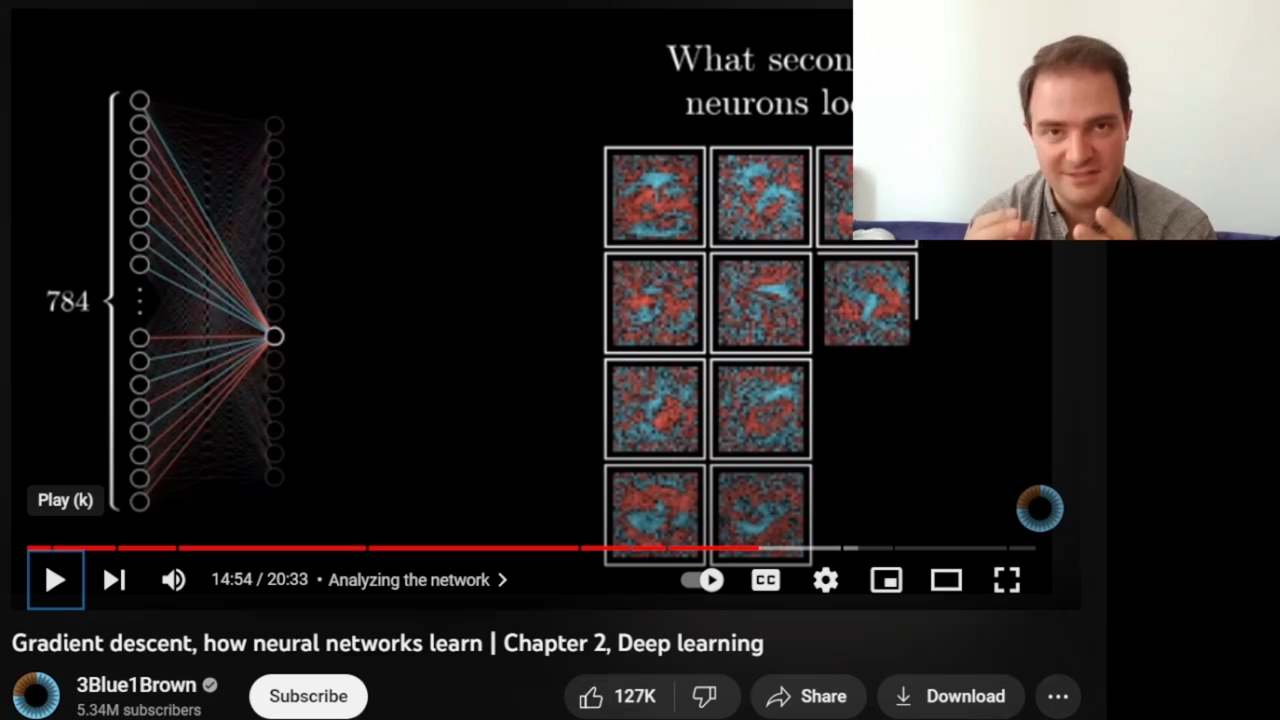 What secon
neurons lo
784
Play (k)
14:54 / 20:33 • Analyzing the network
CC
Gradient descent, how neural networks learn | Chapter 2, Deep learning
3Blue1Brown
5.34M subscribers
Subscribe
127K
Share
Download